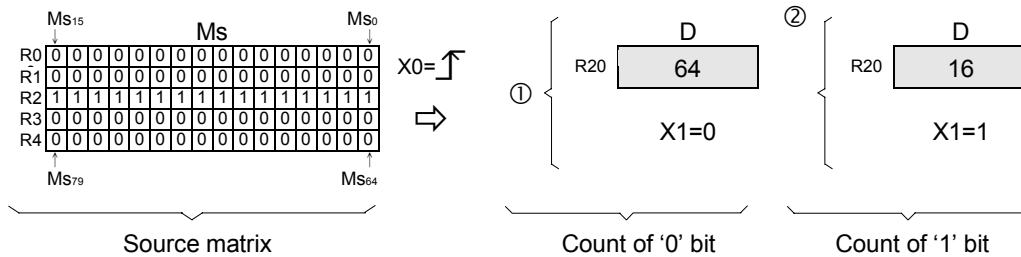 Ms15 Ms0
Ms
R0 0 0 0 0 0 0 0 0 0 0 0 0 0 0 0 0
R1 0 0 0 0 0 0 0 0 0 0 0 0 0 0 0 0
R2 1 1 1 1 1 1 1 1 1 1 1 1 1 1 1 1
R3 0 0 0 0 0 0 0 0 0 0 0 0 0 0 0 0
R4 0 0 0 0 0 0 0 0 0 0 0 0 0 0 0 0
Ms79 Ms64
Source matrix
X0=
①
D
R20 64
X1=0
Count of ‘0’ bit
②
D
R20 16
X1=1
Count of ‘1’ bit